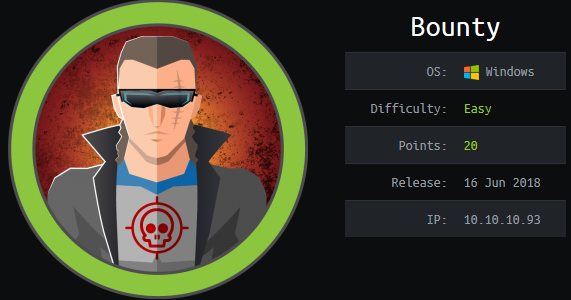 Bounty
OS: Windows
Difficulty: Easy
Points: 20
Release: 16 Jun 2018
IP: 10.10.10.93